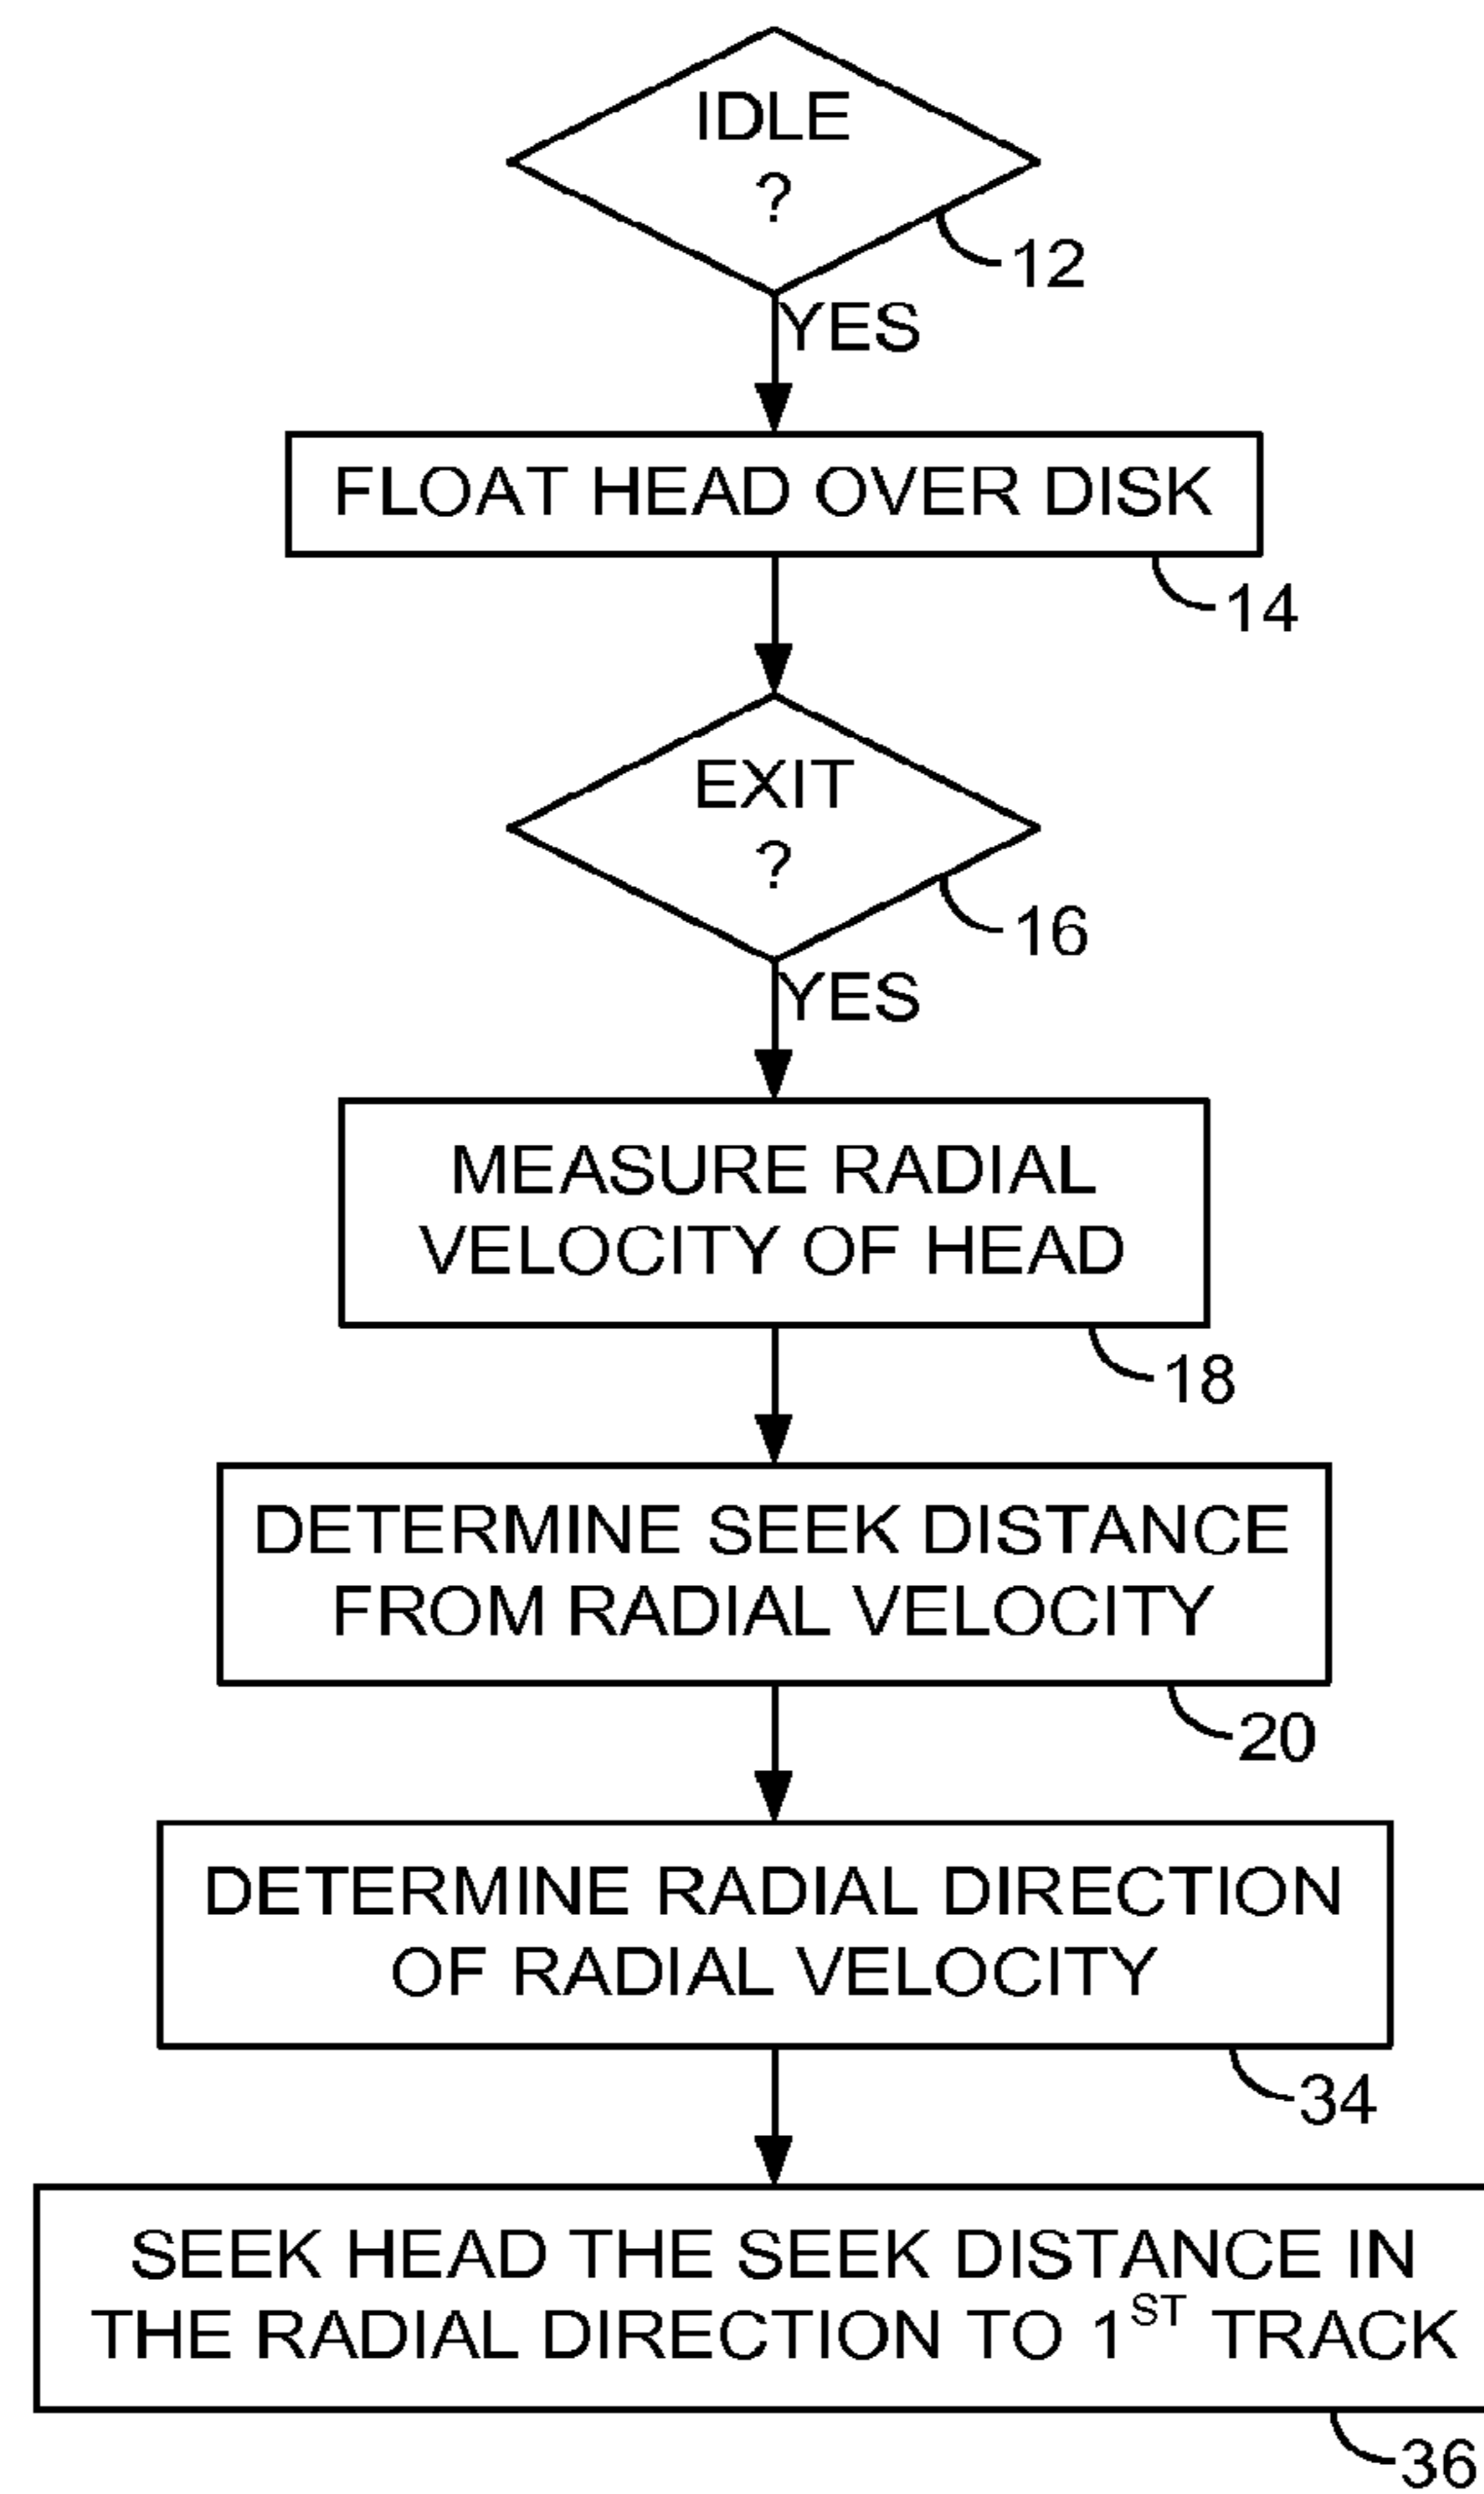 IDLE
?
12
YES
FLOAT HEAD OVER DISK
14
EXIT
?
16
YES
MEASURE RADIAL
VELOCITY OF HEAD
18
DETERMINE SEEK DISTANCE
FROM RADIAL VELOCITY
20
DETERMINE RADIAL DIRECTION
OF RADIAL VELOCITY
34
SEEK HEAD THE SEEK DISTANCE IN
THE RADIAL DIRECTION TO 1ST TRACK
36